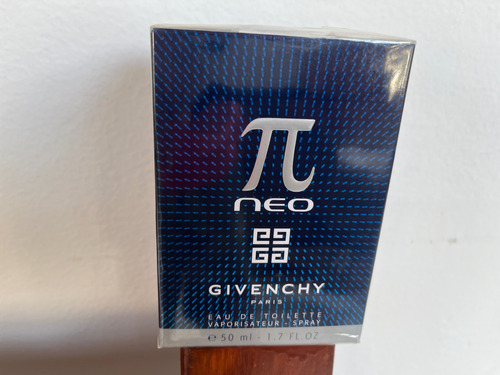 π
neo
GIVENCHY
PARIS
EAU DE TOILETTE
VAPORISATEUR - SPRAY
℮ 50 ml - 1.7 FL.OZ